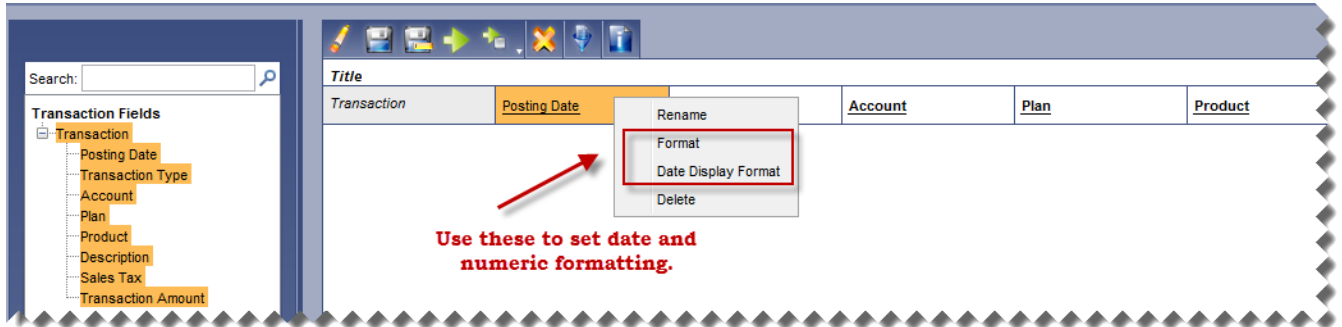 Search:
Transaction Fields
Transaction
Posting Date
Transaction Type
Account
Plan
Product
Description
Sales Tax
Transaction Amount
Title
Transaction Posting Date Account Plan Product
Rename
Format
Date Display Format
Delete
Use these to set date and
numeric formatting.